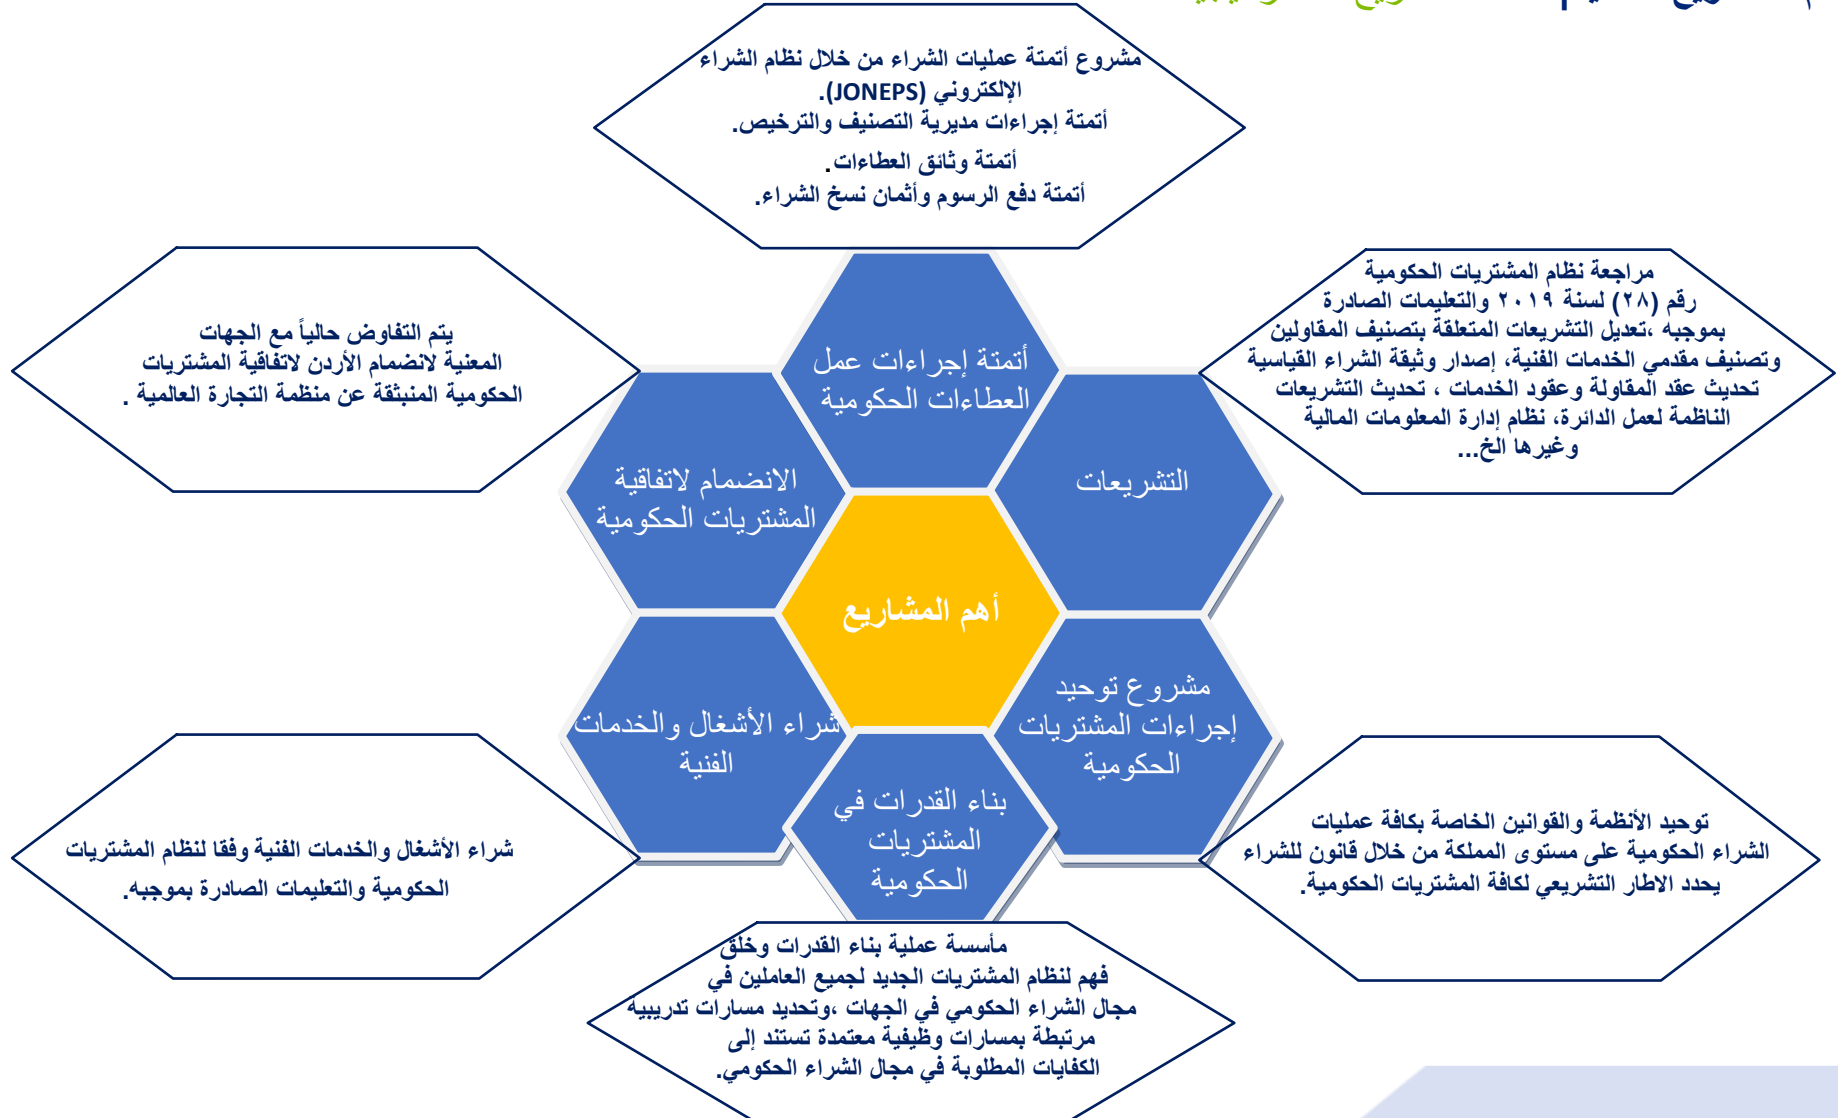 مشروع أتمتة عمليات الشراء من خلال نظام الشراء
الإلكتروني (JONEPS).
أتمتة إجراءات مديرية التصنيف والترخيص.
أتمتة وثائق العطاءات.
أتمتة دفع الرسوم وأثمان نسخ الشراء.
مراجعة نظام المشتريات الحكومية
رقم (٢٨) لسنة ٢٠١٩ والتعليمات الصادرة
بموجبه ،تعديل التشريعات المتعلقة بتصنيف المقاولين
وتصنيف مقدمي الخدمات الفنية، إصدار وثيقة الشراء القياسية
تحديث عقد المقاولة وعقود الخدمات ، تحديث التشريعات
الناظمة لعمل الدائرة، نظام إدارة المعلومات المالية
وغيرها الخ...
يتم التفاوض حالياً مع الجهات
المعنية لانضمام الأردن لاتفاقية المشتريات
الحكومية المنبثقة عن منظمة التجارة العالمية .
أتمتة إجراءات عمل
العطاءات الحكومية
التشريعات
الانضمام لاتفاقية
المشتريات الحكومية
أهم المشاريع
مشروع توحيد
إجراءات المشتريات
الحكومية
شراء الأشغال والخدمات
الفنية
بناء القدرات في
المشتريات
الحكومية
توحيد الأنظمة والقوانين الخاصة بكافة عمليات
الشراء الحكومية على مستوى المملكة من خلال قانون للشراء
يحدد الاطار التشريعي لكافة المشتريات الحكومية.
شراء الأشغال والخدمات الفنية وفقا لنظام المشتريات
الحكومية والتعليمات الصادرة بموجبه.
مأسسة عملية بناء القدرات وخلق
فهم لنظام المشتريات الجديد لجميع العاملين في
مجال الشراء الحكومي في الجهات ،وتحديد مسارات تدريبية
مرتبطة بمسارات وظيفية معتمدة تستند إلى
الكفايات المطلوبة في مجال الشراء الحكومي.